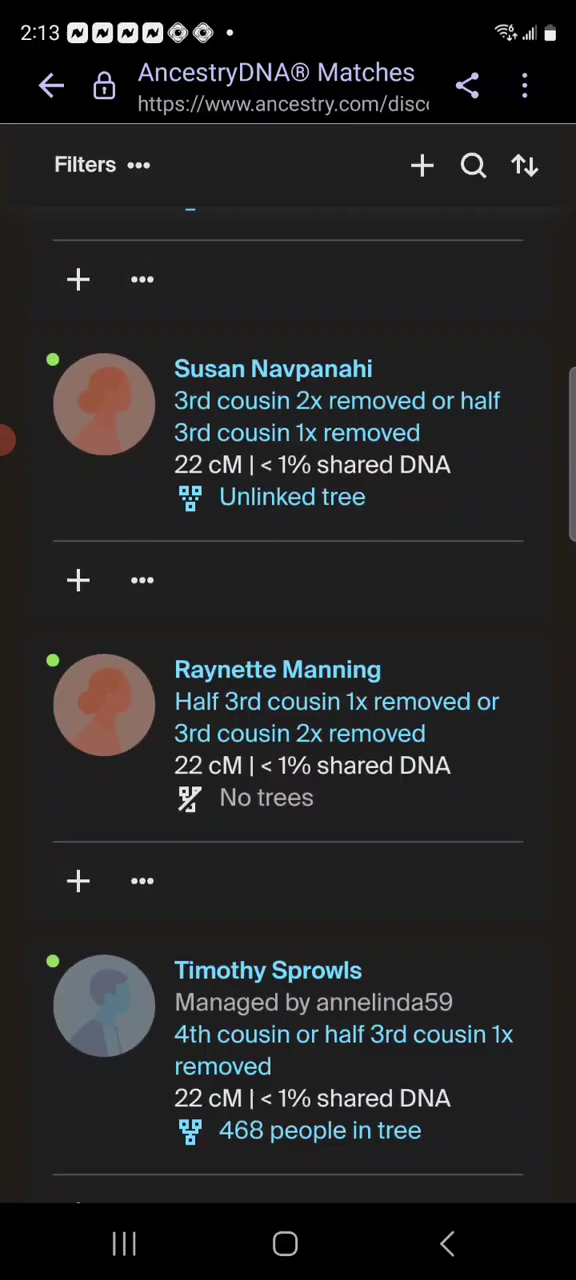 2:13
AncestryDNA® Matches
https://www.ancestry.com/disco
Filters
Susan Navpanahi
3rd cousin 2x removed or half
3rd cousin 1x removed
22 cM | < 1% shared DNA
Unlinked tree
Raynette Manning
Half 3rd cousin 1x removed or
3rd cousin 2x removed
22 cM | < 1% shared DNA
No trees
Timothy Sprowls
Managed by annelinda59
4th cousin or half 3rd cousin 1x
removed
22 cM | < 1% shared DNA
468 people in tree